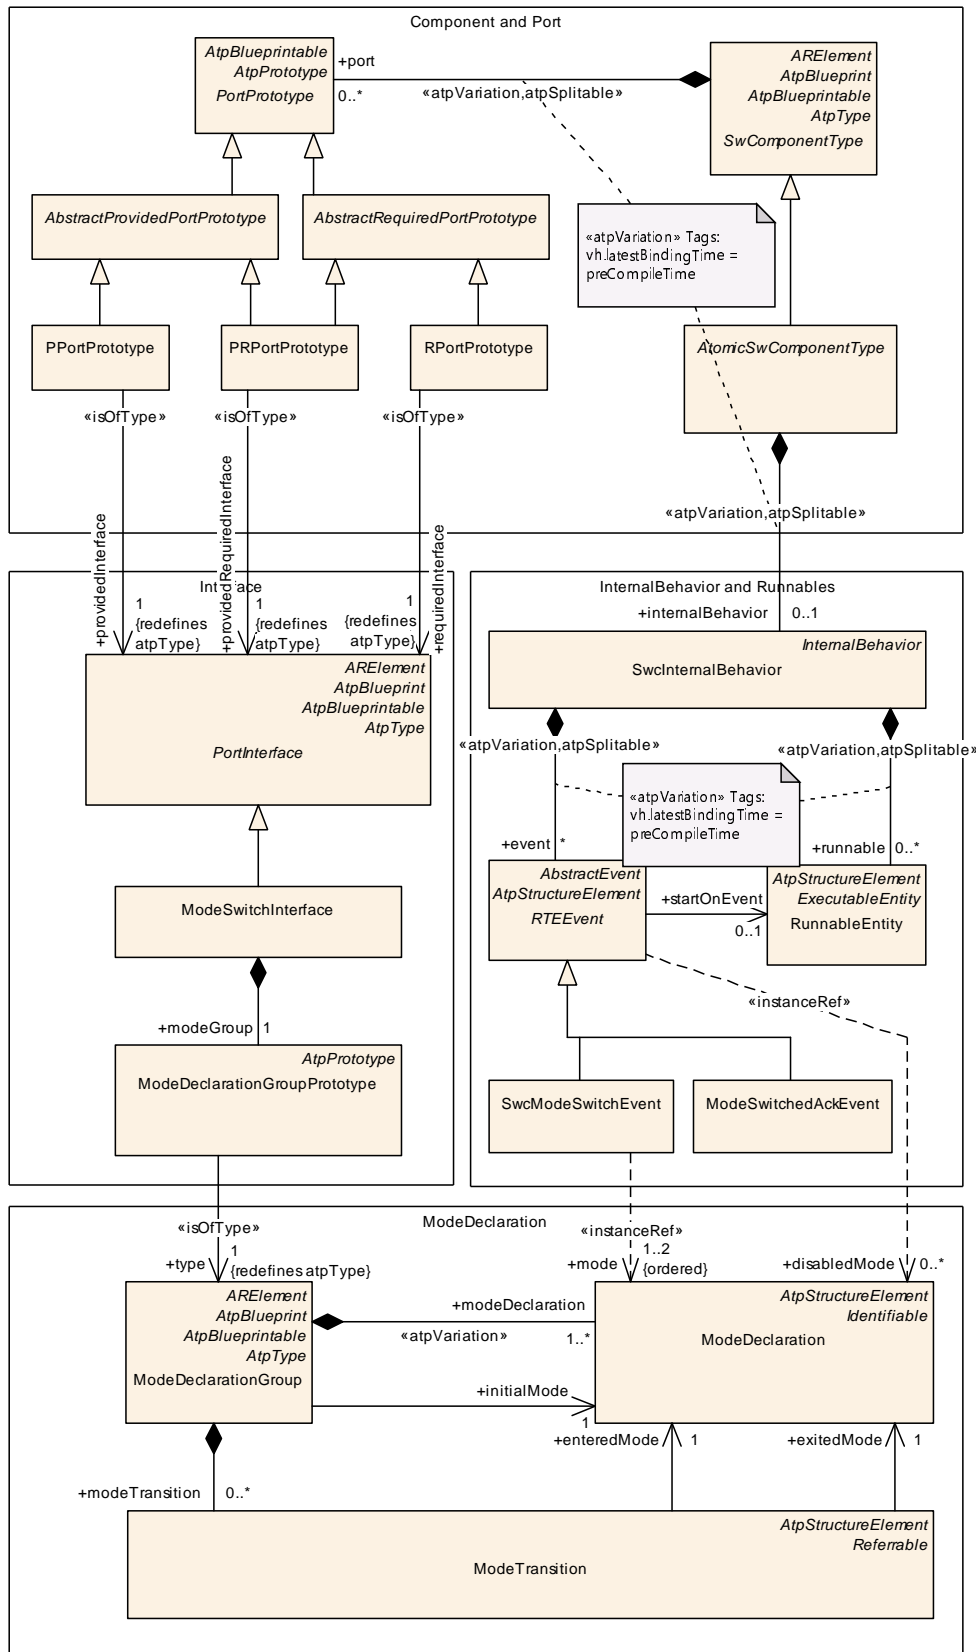 Component and Port
AtpBlueprintable
AtpPrototype
PortPrototype
+port
0..*
«atpVariation,atpSplitable»
ARElement
AtpBlueprint
AtpBlueprintable
AtpType
SwComponentType
AbstractProvidedPortPrototype
AbstractRequiredPortPrototype
«atpVariation» Tags:
vh.latestBindingTime =
preCompileTime
PPortPrototype
PRPortPrototype
RPortPrototype
AtomicSwComponentType
«isOfType»
«isOfType»
«isOfType»
«atpVariation,atpSplitable»
+providedInterface
+providedRequiredInterface
+requiredInterface
Interface
1
{redefines
atpType}
1
{redefines
atpType}
1
{redefines
atpType}
ARElement
AtpBlueprint
AtpBlueprintable
AtpType
PortInterface
ModeSwitchInterface
+modeGroup
1
AtpPrototype
ModeDeclarationGroupPrototype
InternalBehavior and Runnables
+internalBehavior
0..1
InternalBehavior
SwcInternalBehavior
«atpVariation,atpSplitable»
«atpVariation,atpSplitable»
«atpVariation» Tags:
vh.latestBindingTime =
preCompileTime
+event
*
+runnable
0..*
AbstractEvent
AtpStructureElement
RTEEvent
+startOnEvent
0..1
AtpStructureElement
ExecutableEntity
RunnableEntity
«instanceRef»
SwcModeSwitchEvent
ModeSwitchedAckEvent
ModeDeclaration
«isOfType»
+type
1
{redefines atpType}
«instanceRef»
+mode
1..2
{ordered}
+disabledMode
0..*
ARElement
AtpBlueprint
AtpBlueprintable
AtpType
ModeDeclarationGroup
+modeDeclaration
«atpVariation»
1..*
AtpStructureElement
Identifiable
ModeDeclaration
+initialMode
1
+enteredMode
1
+exitedMode
1
+modeTransition
0..*
AtpStructureElement
Referrable
ModeTransition